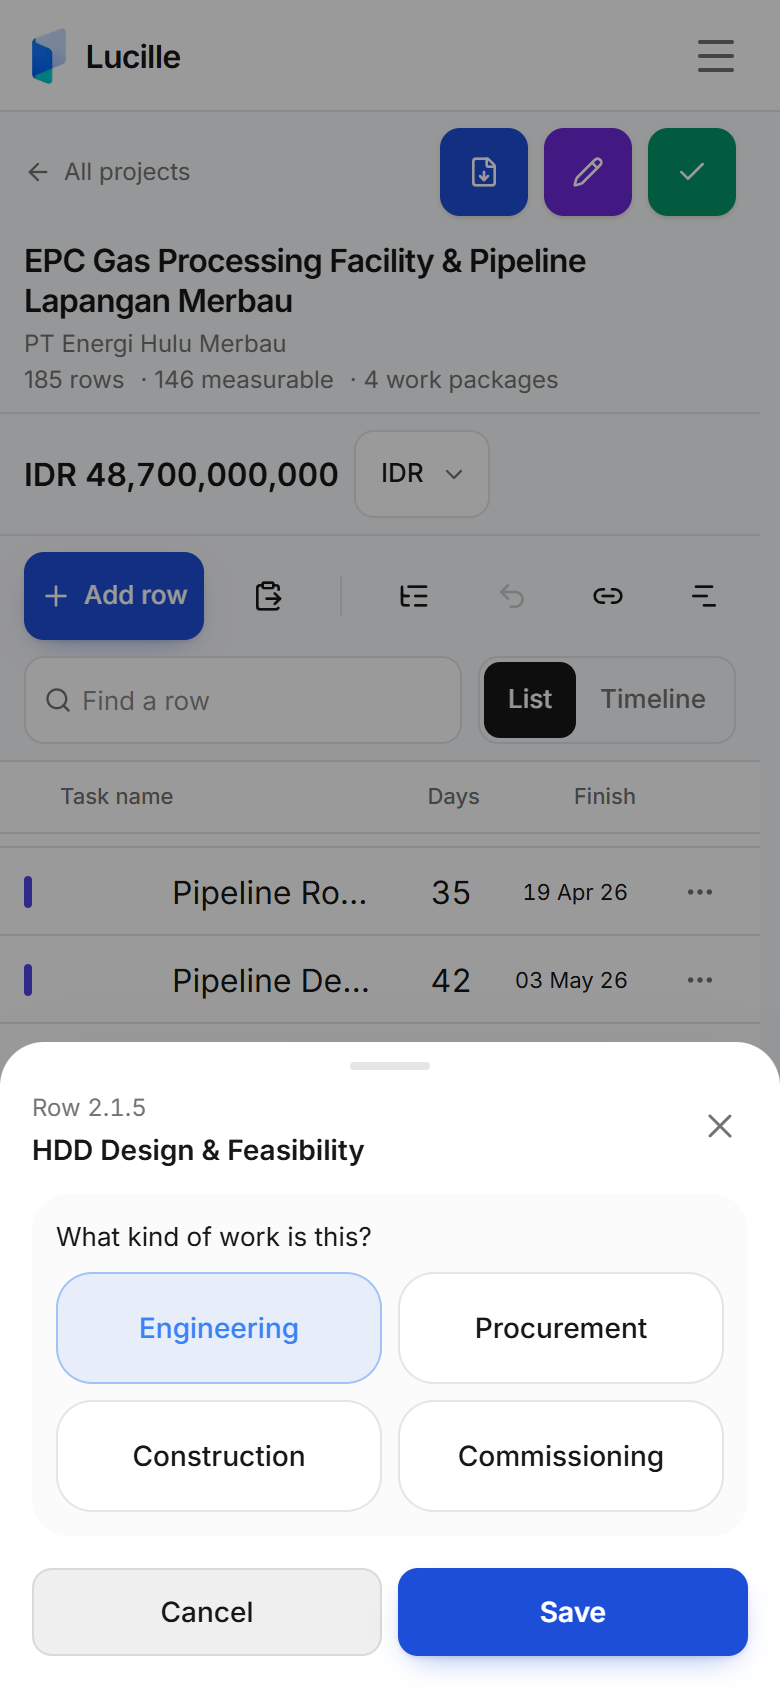 Lucille
All projects
EPC Gas Processing Facility & Pipeline
Lapangan Merbau
PT Energi Hulu Merbau
185 rows · 146 measurable · 4 work packages
IDR 48,700,000,000
IDR
Add row
Find a row
List
Timeline
Task name Days Finish
Pipeline Ro... 35 19 Apr 26
Pipeline De... 42 03 May 26
Row 2.1.5
HDD Design & Feasibility
What kind of work is this?
Engineering
Procurement
Construction
Commissioning
Cancel
Save